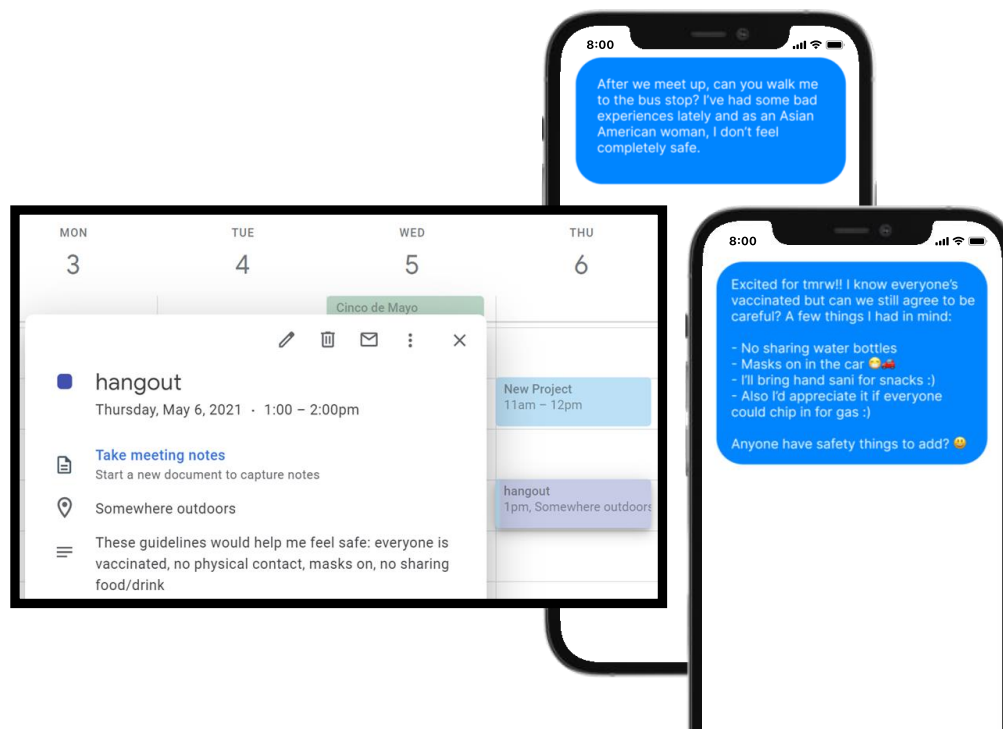 8:00
After we meet up, can you walk me
to the bus stop? I've had some bad
experiences lately and as an Asian
American woman, I don't feel
completely safe.
MON TUE WED THU
3 4 5 6
Cinco de Mayo
hangout
Thursday, May 6, 2021 · 1:00 – 2:00pm
Take meeting notes
Start a new document to capture notes
Somewhere outdoors
These guidelines would help me feel safe: everyone is
vaccinated, no physical contact, masks on, no sharing
food/drink
New Project
11am – 12pm
hangout
1pm, Somewhere outdoors
8:00
Excited for tmrw!! I know everyone's
vaccinated but can we still agree to be
careful? A few things I had in mind:
- No sharing water bottles
- Masks on in the car 😷🚗
- I'll bring hand sani for snacks :)
- Also I'd appreciate it if everyone
could chip in for gas :)
Anyone have safety things to add? 😃